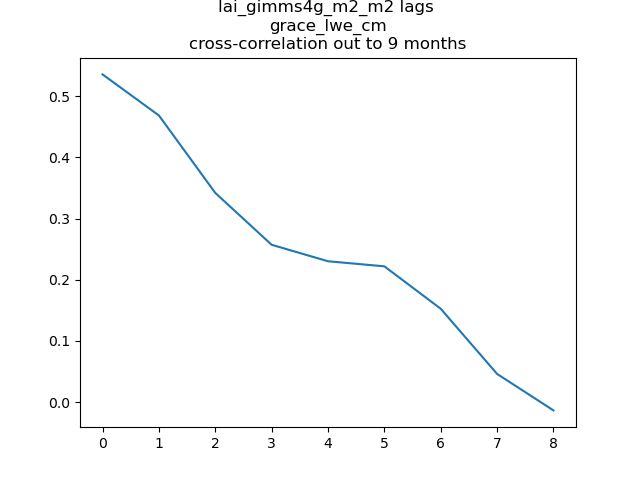 lai_gimms4g_m2_m2 lags
grace_lwe_cm
cross-correlation out to 9 months
0.5
0.4
0.3
0.2
0.1
0.0
0 1 2 3 4 5 6 7 8